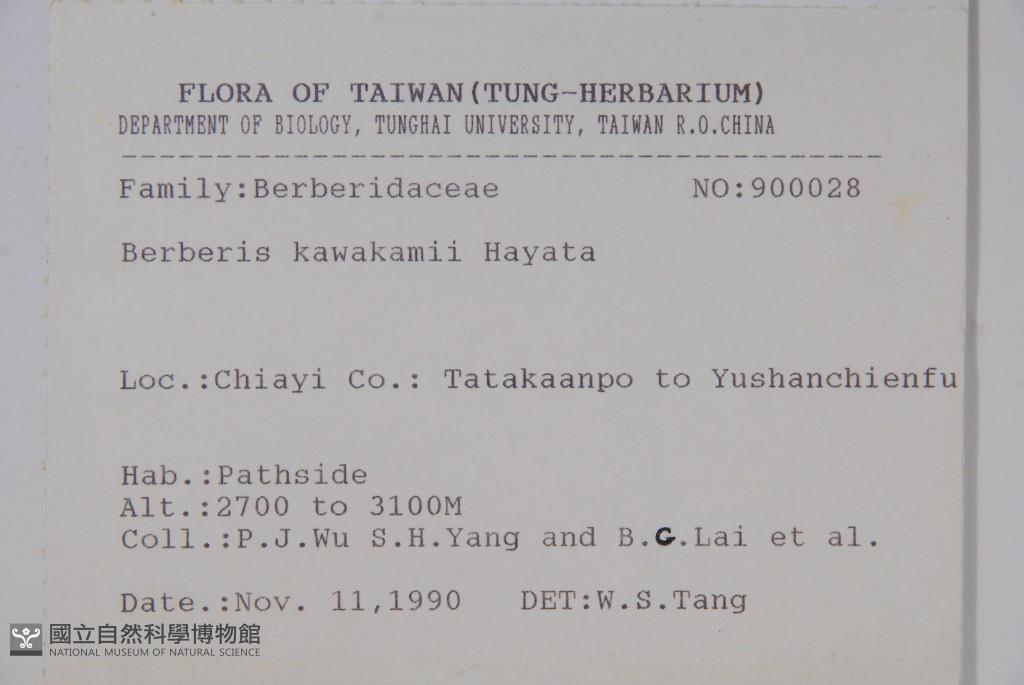 FLORA OF TAIWAN(TUNG-HERBARIUM)
DEPARTMENT OF BIOLOGY, TUNGHAI UNIVERSITY, TAIWAN R.O.CHINA
----------------------------------------
Family:Berberidaceae NO:900028
Berberis kawakamii Hayata
Loc.:Chiayi Co.: Tatakaanpo to Yushanchienfu
Hab.:Pathside
Alt.:2700 to 3100M
Coll.:P.J.Wu S.H.Yang and B.G.Lai et al.
Date.:Nov. 11,1990 DET:W.S.Tang
國立自然科學博物館
NATIONAL MUSEUM OF NATURAL SCIENCE